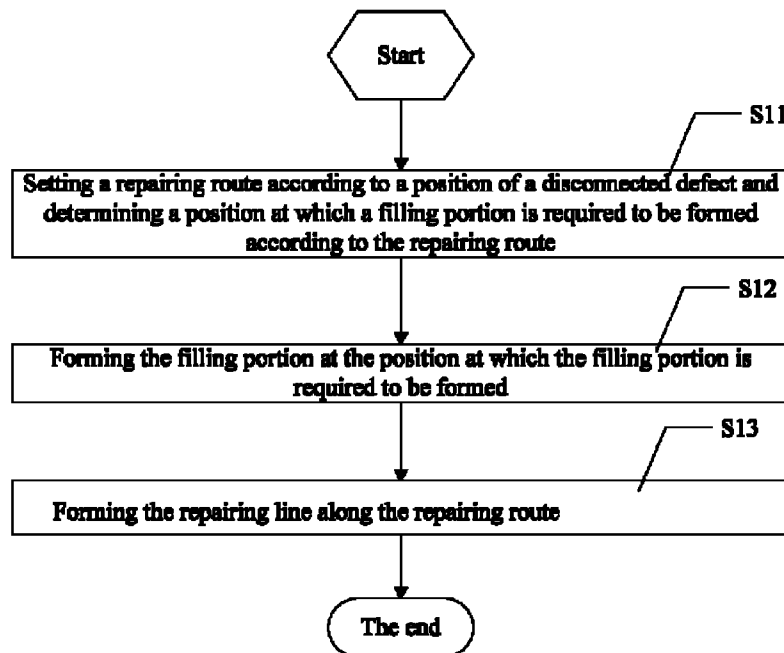 Start
S11
Setting a repairing route according to a position of a disconnected defect and
determining a position at which a filling portion is required to be formed
according to the repairing route
S12
Forming the filling portion at the position at which the filling portion is
required to be formed
S13
Forming the repairing line along the repairing route
The end